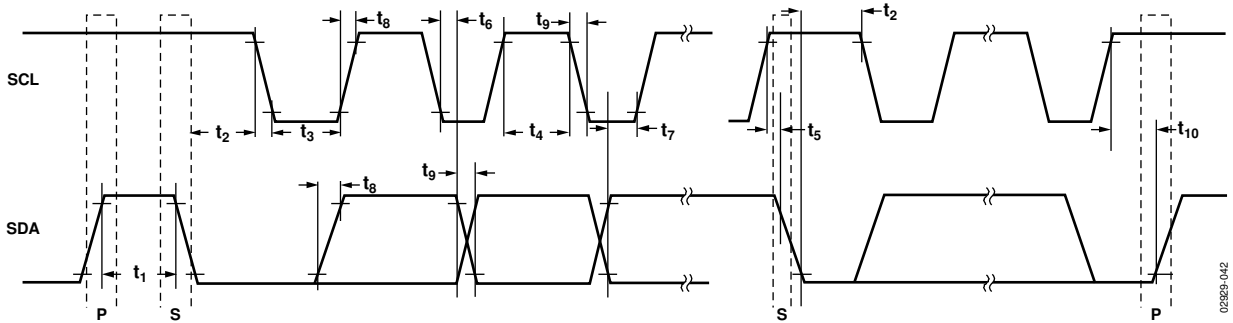 t8 t6 t9 t2
SCL
t2 t3 t4 t7 t5 t10
t9 t8
SDA
t1
P S S P
02929-042